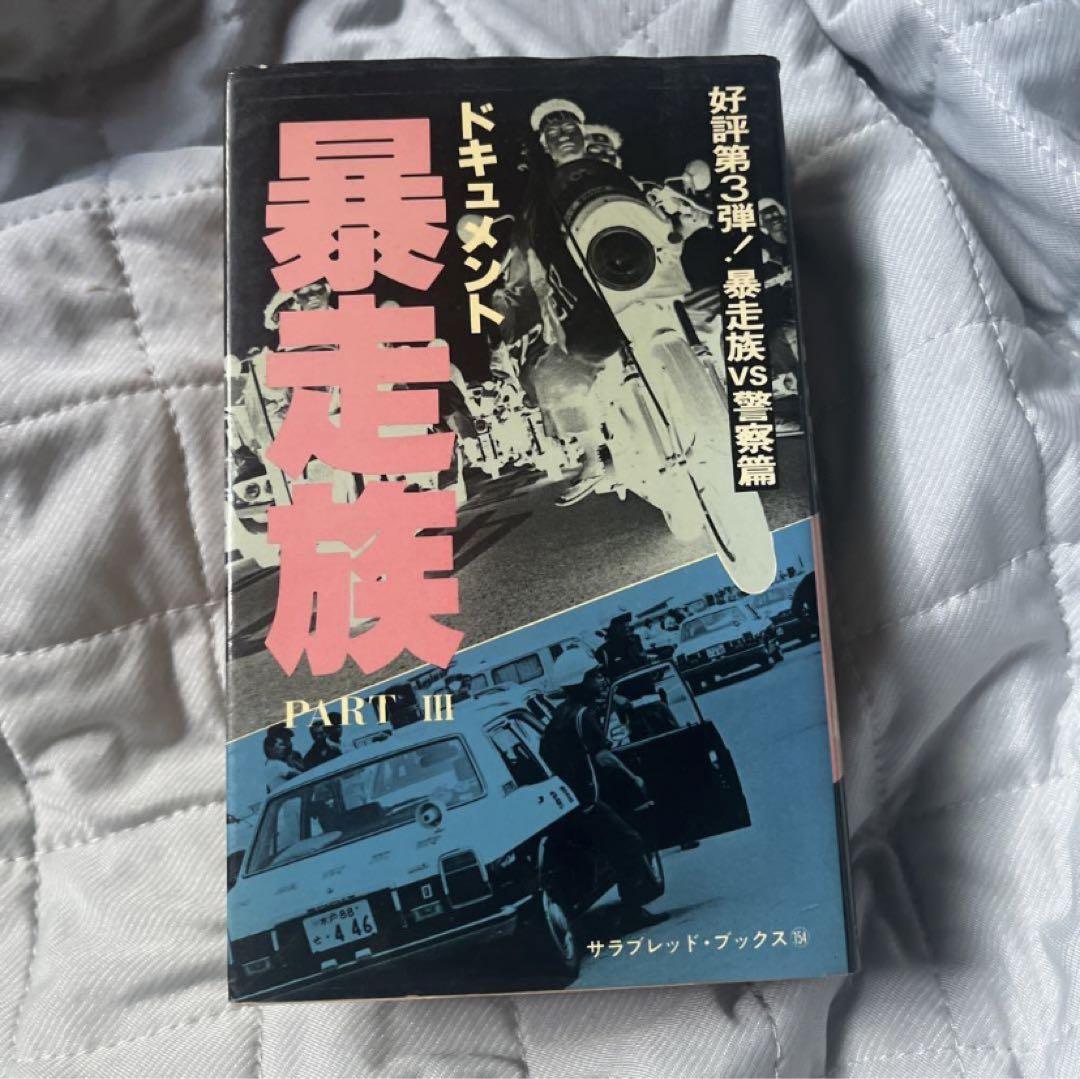 好評第3弾!暴走族VS警察篇
ドキュメント
暴走族
PART III
水戸88
せ・446
サラブレッド・ブックス154